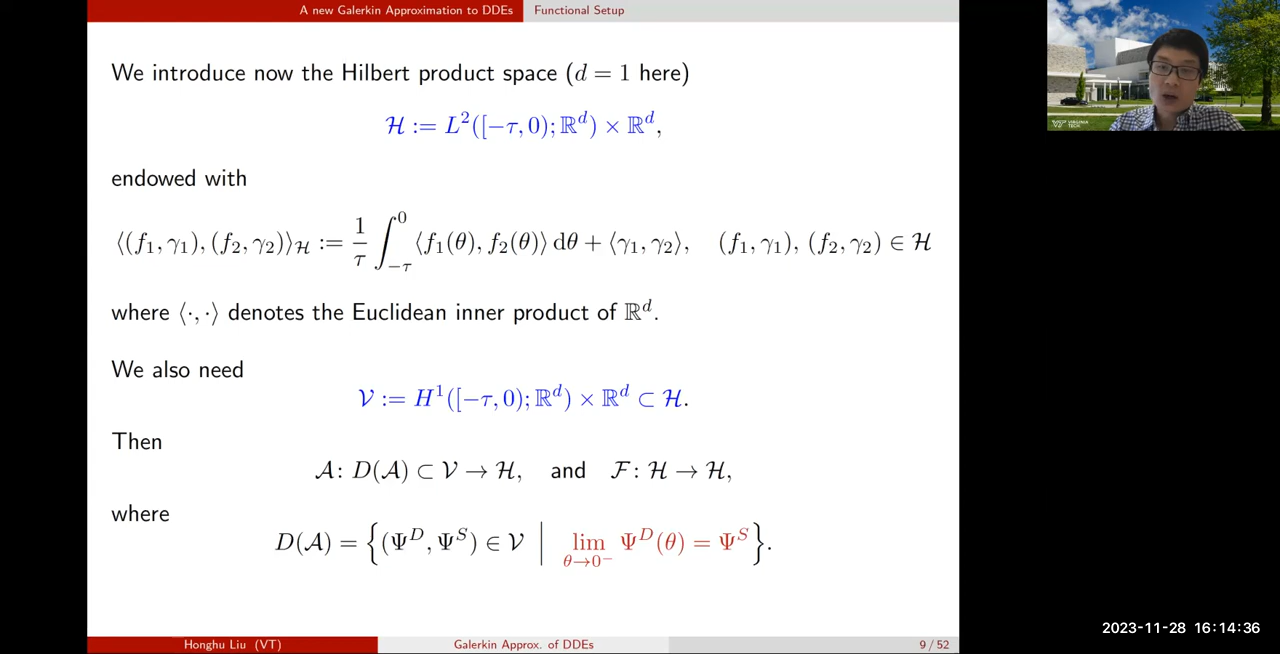 A new Galerkin Approximation to DDEs Functional Setup
We introduce now the Hilbert product space (d = 1 here)
ℋ := L²([−τ, 0); ℝᵈ) × ℝᵈ,
endowed with
⟨(f₁, γ₁), (f₂, γ₂)⟩_ℋ := 1/τ ∫_{−τ}^{0} ⟨f₁(θ), f₂(θ)⟩ dθ + ⟨γ₁, γ₂⟩, (f₁, γ₁), (f₂, γ₂) ∈ ℋ
where ⟨·, ·⟩ denotes the Euclidean inner product of ℝᵈ.
We also need
𝒱 := H¹([−τ, 0); ℝᵈ) × ℝᵈ ⊂ ℋ.
Then
𝒜: D(𝒜) ⊂ 𝒱 → ℋ, and ℱ: ℋ → ℋ,
where
D(𝒜) = {(Ψᴰ, Ψˢ) ∈ 𝒱 | lim_{θ→0⁻} Ψᴰ(θ) = Ψˢ}.
Honghu Liu (VT) Galerkin Approx. of DDEs 9 / 52
2023-11-28 16:14:36